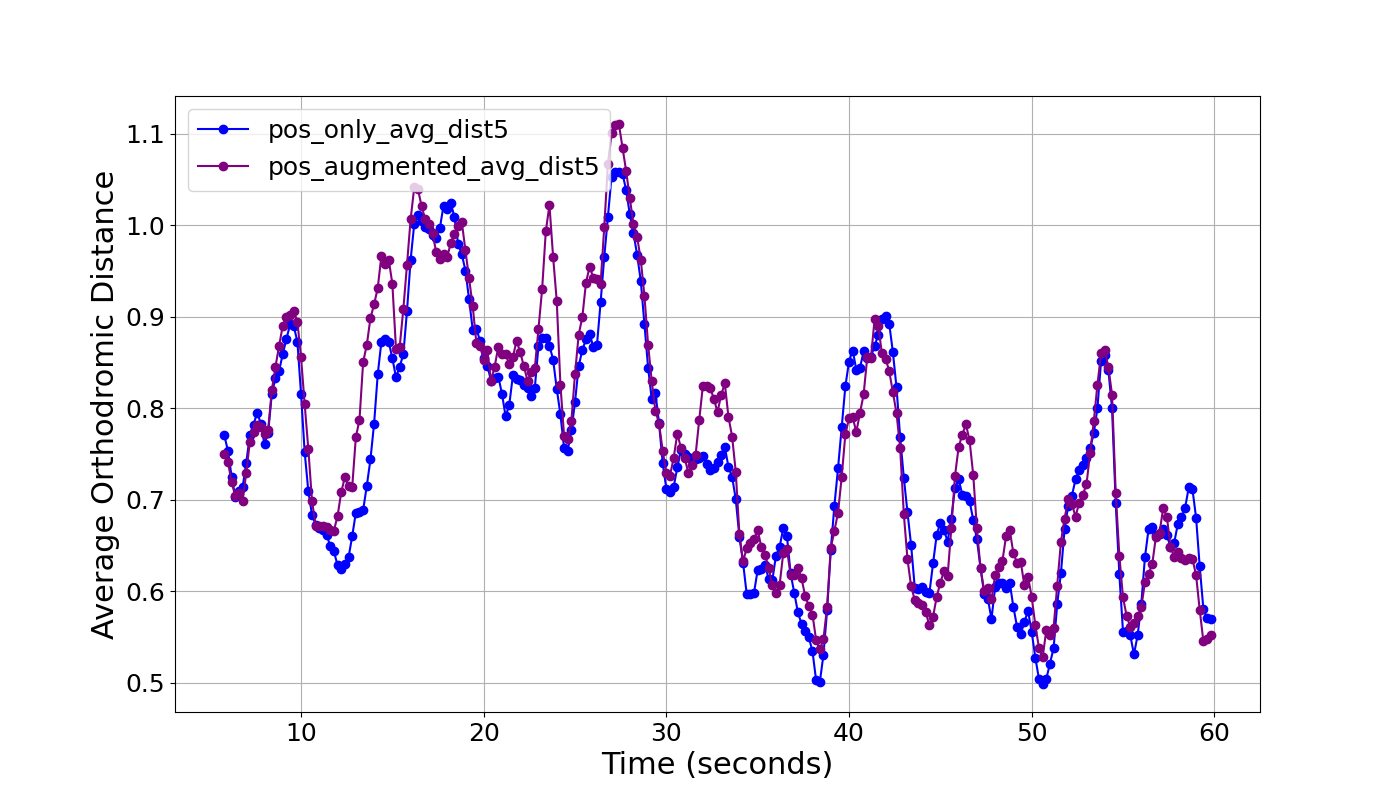 pos_only_avg_dist5
pos_augmented_avg_dist5
Average Orthodromic Distance
1.1
1.0
0.9
0.8
0.7
0.6
0.5
10 20 30 40 50 60
Time (seconds)